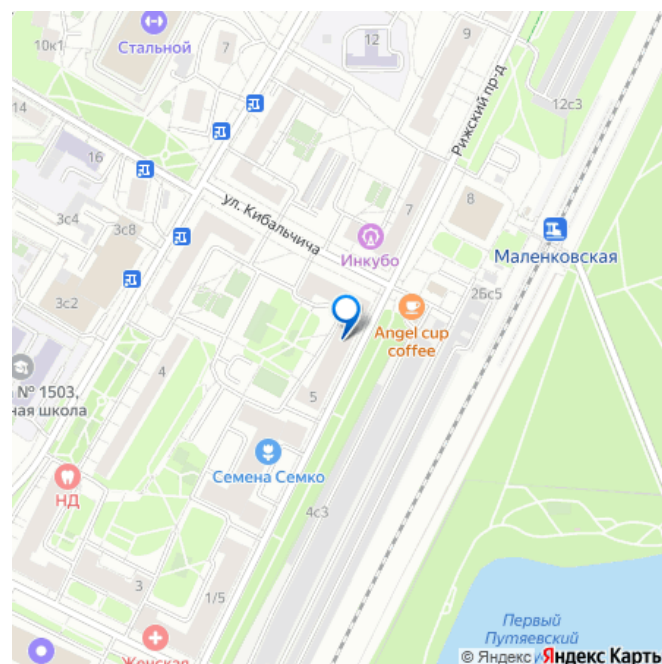 9
Стальной
10к1
7
12
Рижский пр-д
12с3
14
16
3с4
3с8
ул. Кибальчича
7
8
Инкубо
Маленковская
2Бс5
3с2
Angel cup
coffee
4
№ 1503,
ная школа
5
Семена Семко
НД
4с3
3
1/5
Первый
Путяевский
Женская
© Яндекс Яндекс Карты